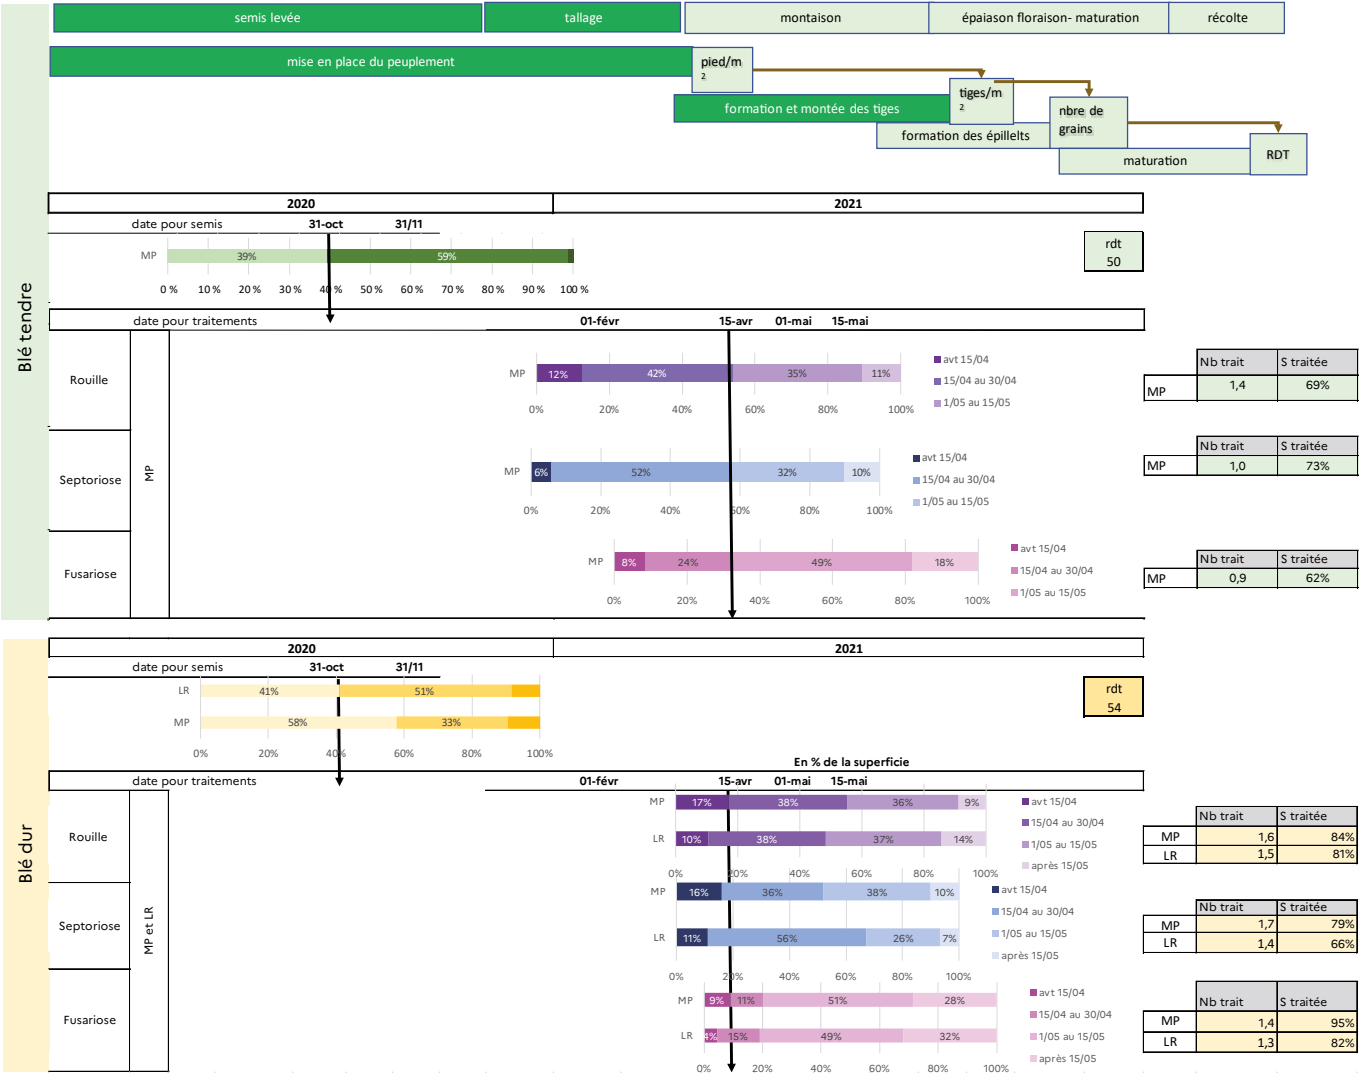 semis levée
tallage
montaison
épaiason floraison- maturation
récolte
mise en place du peuplement
pied/m
2
formation et montée des tiges
tiges/m
2
nbre de
grains
formation des épillelts
maturation
RDT
Blé tendre
2020
2021
date pour semis
31-oct
31/11
rdt
50
MP
39%
59%
0 % 10 % 20 % 30 % 40 % 50 % 60 % 70 % 80 % 90 % 100 %
date pour traitements
01-févr
15-avr
01-mai
15-mai
MP
Rouille
MP
12%
42%
35%
11%
0% 20% 40% 60% 80% 100%
avt 15/04
15/04 au 30/04
1/05 au 15/05
Nb trait
S traitée
MP
1,4
69%
Septoriose
MP
6%
52%
32%
10%
0% 20% 40% 60% 80% 100%
avt 15/04
15/04 au 30/04
1/05 au 15/05
Nb trait
S traitée
MP
1,0
73%
Fusariose
MP
8%
24%
49%
18%
0% 20% 40% 60% 80% 100%
avt 15/04
15/04 au 30/04
1/05 au 15/05
Nb trait
S traitée
MP
0,9
62%
Blé dur
2020
2021
date pour semis
31-oct
31/11
rdt
54
LR
41%
51%
MP
58%
33%
0% 20% 40% 60% 80% 100%
En % de la superficie
date pour traitements
01-févr
15-avr
01-mai
15-mai
MP et LR
Rouille
MP
17%
38%
36%
9%
LR
10%
38%
37%
14%
0% 20% 40% 60% 80% 100%
avt 15/04
15/04 au 30/04
1/05 au 15/05
après 15/05
Nb trait
S traitée
MP
1,6
84%
LR
1,5
81%
Septoriose
MP
16%
36%
38%
10%
LR
11%
56%
26%
7%
0% 20% 40% 60% 80% 100%
avt 15/04
15/04 au 30/04
1/05 au 15/05
après 15/05
Nb trait
S traitée
MP
1,7
79%
LR
1,4
66%
Fusariose
MP
9%
11%
51%
28%
LR
4%
15%
49%
32%
0% 20% 40% 60% 80% 100%
avt 15/04
15/04 au 30/04
1/05 au 15/05
après 15/05
Nb trait
S traitée
MP
1,4
95%
LR
1,3
82%